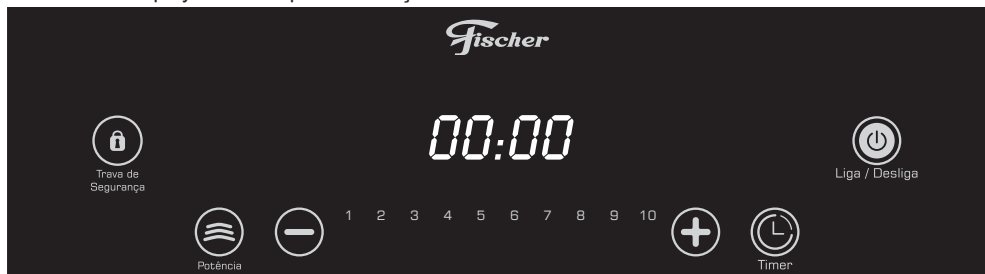 Fischer
00:00
Trava de
Segurança
Liga / Desliga
1 2 3 4 5 6 7 8 9 10
Potência
Timer